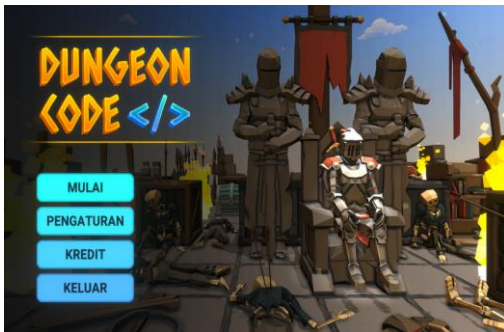 DUNGEON
CODE </>
MULAI
PENGATURAN
KREDIT
KELUAR